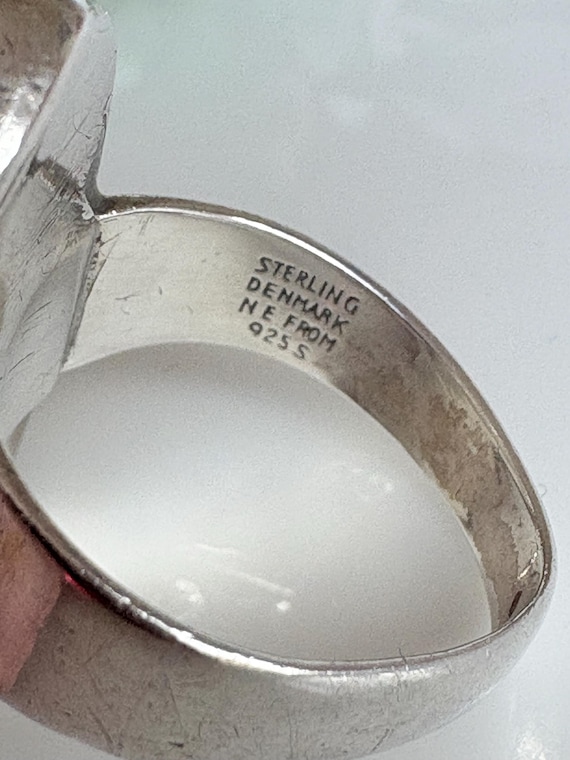 STERLING
DENMARK
N E FROM
925 S